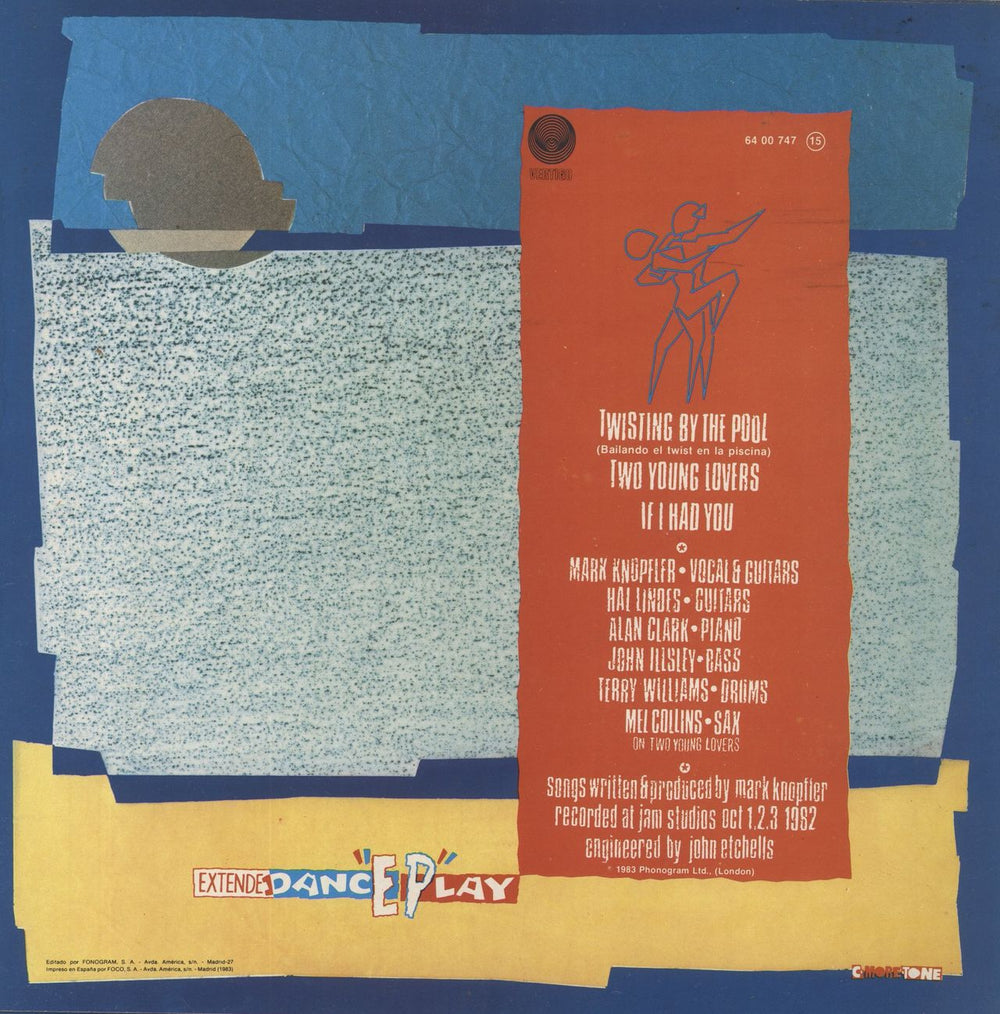 VERTIGO
64 00 747 15
TWISTING BY THE POOL
(Bailando el twist en la piscina)
TWO YOUNG LOVERS
IF I HAD YOU
MARK KNOPFLER • VOCAL & GUITARS
HAL LINDES • GUITARS
ALAN CLARK • PIANO
JOHN ILLSLEY • BASS
TERRY WILLIAMS • DRUMS
MEL COLLINS • SAX
ON TWO YOUNG LOVERS
songs written & produced by mark knopfler
recorded at jam studios oct 1,2,3 1982
engineered by john etchells
1983 Phonogram Ltd., (London)
EXTENDEDANC"EP"LAY
Editado por FONOGRAM, S. A. - Avda. América, s/n. - Madrid-27
Impreso en España por FOCO, S. A. - Avda. América, s/n. - Madrid (1983)
C-MORE-TONE